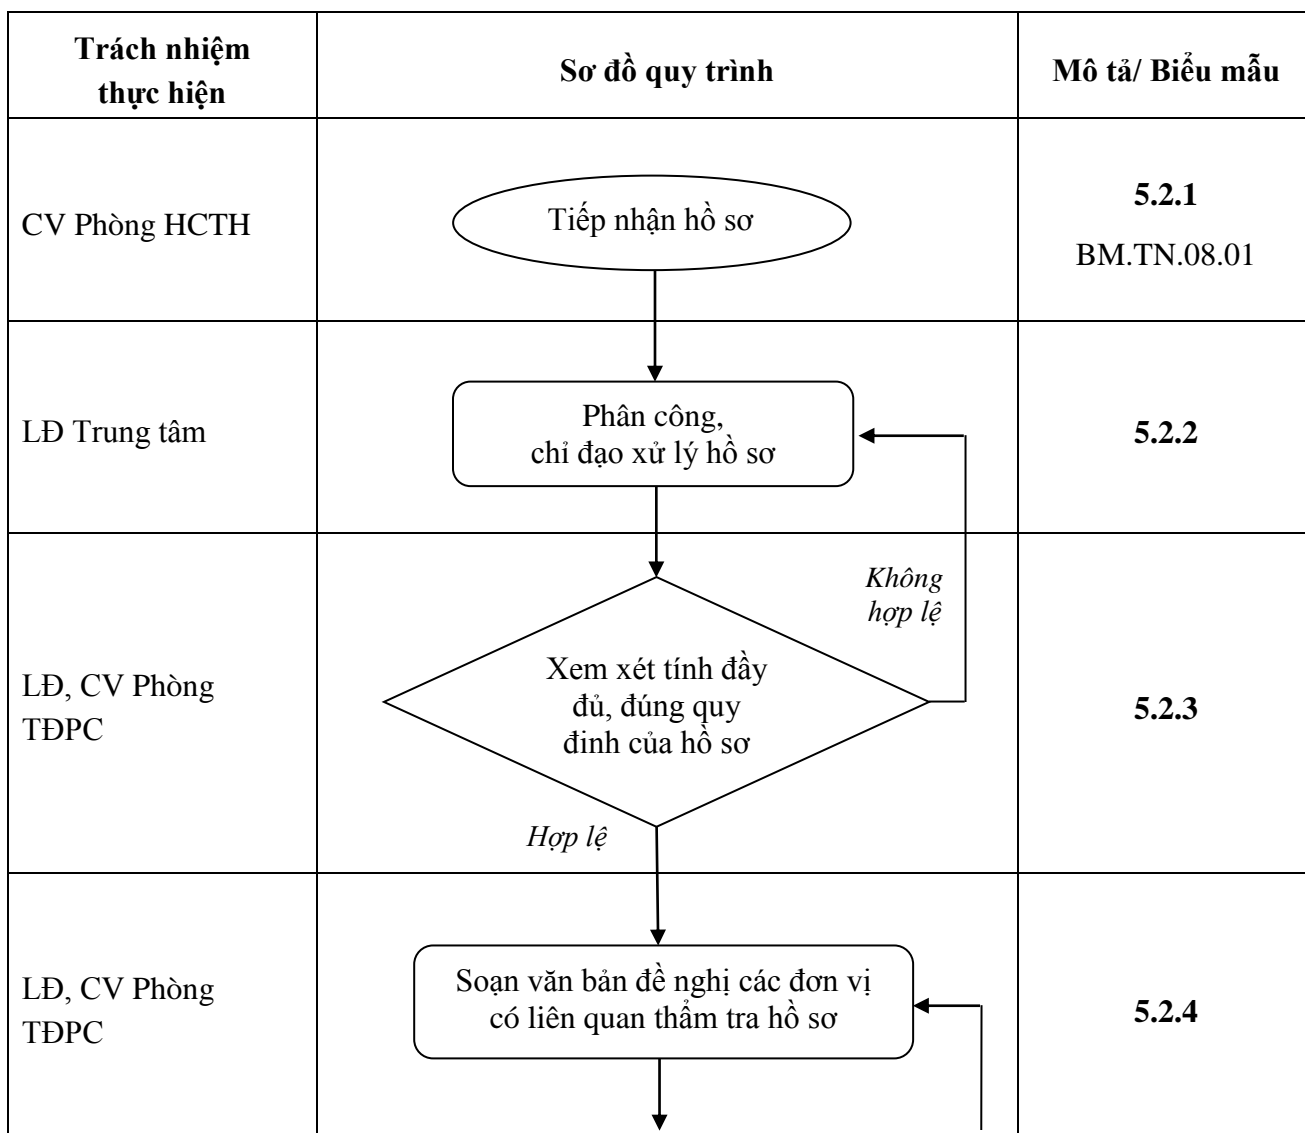 Trách nhiệm
thực hiện
Sơ đồ quy trình
Mô tả/ Biểu mẫu
CV Phòng HCTH
Tiếp nhận hồ sơ
5.2.1
BM.TN.08.01
LĐ Trung tâm
Phân công,
chỉ đạo xử lý hồ sơ
5.2.2
LĐ, CV Phòng
TĐPC
Xem xét tính đầy
đủ, đúng quy
đinh của hồ sơ
Không
hợp lệ
Hợp lệ
5.2.3
LĐ, CV Phòng
TĐPC
Soạn văn bản đề nghị các đơn vị
có liên quan thẩm tra hồ sơ
5.2.4